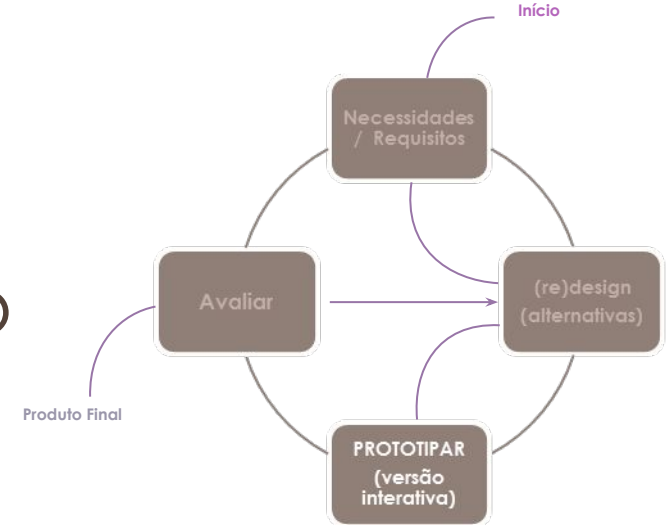 Início
Necessidades
/ Requisitos
Avaliar
(re)design
(alternativas)
Produto Final
PROTOTIPAR
(versão
interativa)